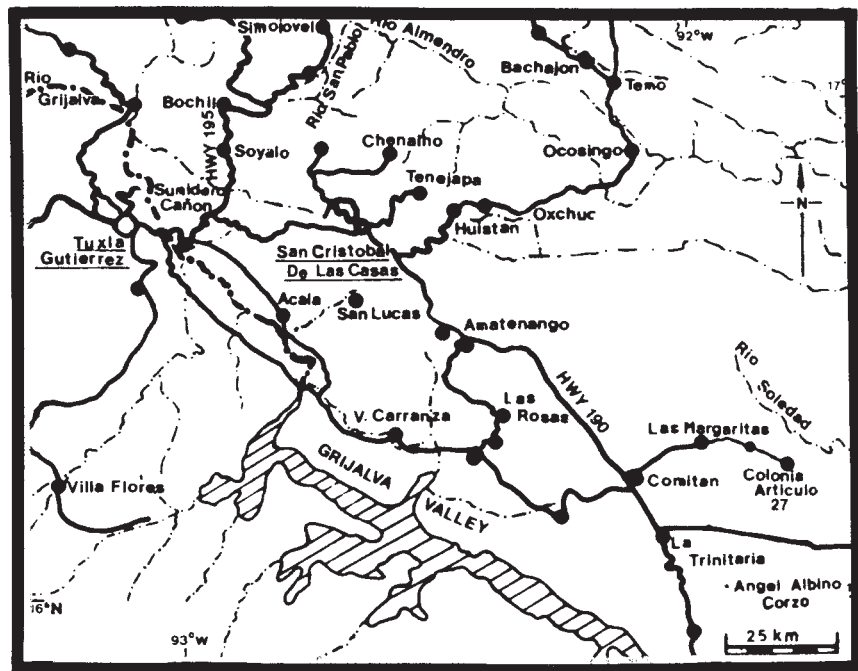 Simolovel
Rio Almendro
92°W
Rio San Pablo
Bachajon
Rio
Grijalva
Temo
17°
Bochil
HWY 195
Soyalo
Chenalho
Ocosingo
Tenejapa
Sumidero
Cañon
Oxchuc
Huistan
N
Tuxla
Gutierrez
San Cristobal
De Las Casas
Acala
San Lucas
Amatenango
HWY 190
Rio
Soledad
Las
Rosas
V. Carranza
Las Margaritas
GRIJALVA
VALLEY
Colonia
Articulo
27
Villa Flores
Comitan
La
Trinitaria
Angel Albino
Corzo
16°N
93°W
25 km